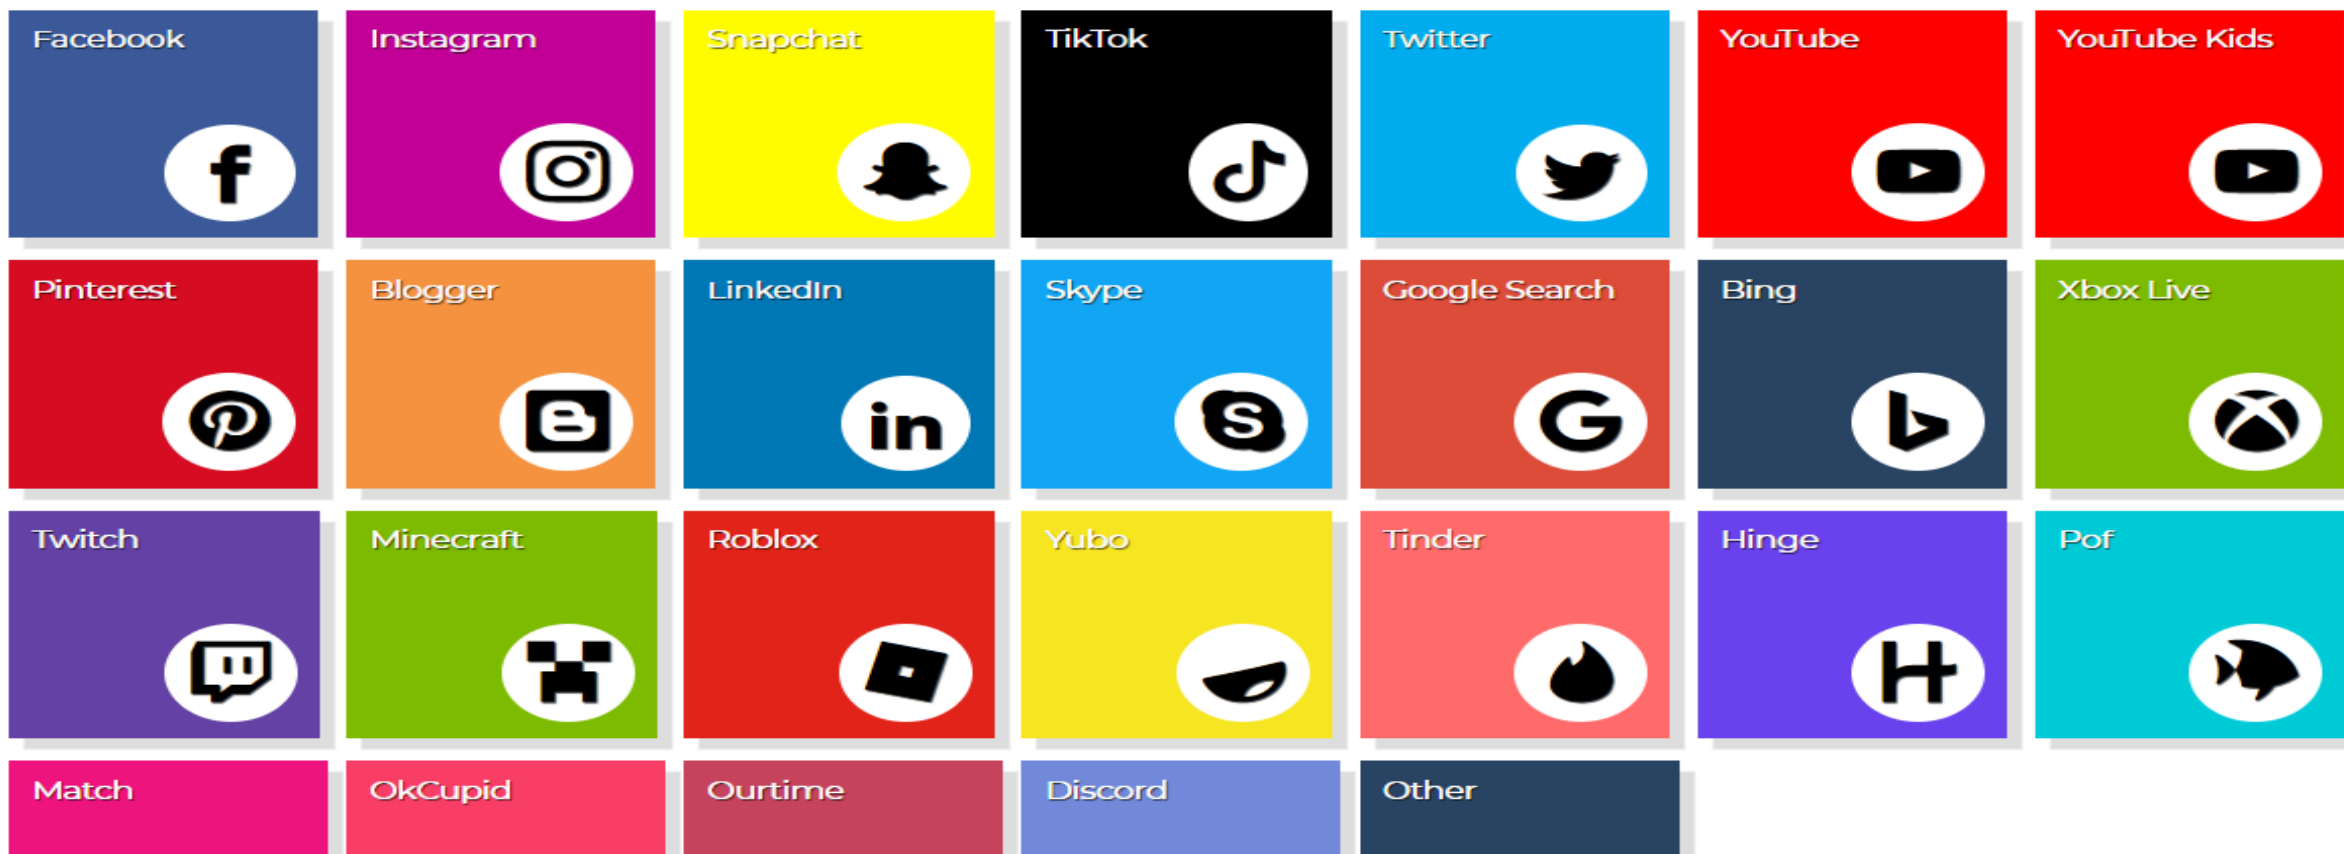 Facebook
Instagram
Snapchat
TikTok
Twitter
YouTube
YouTube Kids
Pinterest
Blogger
LinkedIn
Skype
Google Search
Bing
Xbox Live
Twitch
Minecraft
Roblox
Yubo
Tinder
Hinge
Pof
Match
OkCupid
Ourtime
Discord
Other